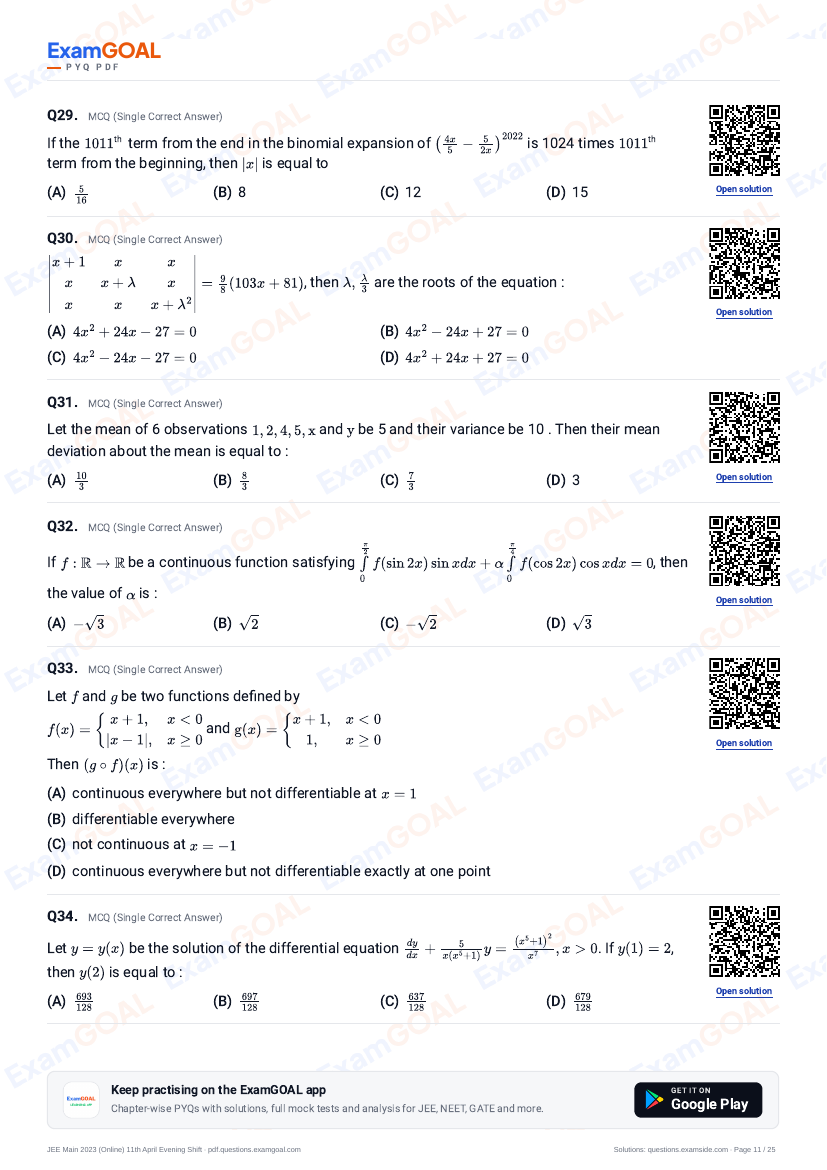 ExamGOAL
PYQ PDF
Q29. MCQ (Single Correct Answer)
If the 1011ᵗʰ term from the end in the binomial expansion of (4x/5 − 5/2x)²⁰²² is 1024 times 1011ᵗʰ
term from the beginning, then |x| is equal to
(A) 5/16 (B) 8 (C) 12 (D) 15
Open solution
Q30. MCQ (Single Correct Answer)
|x + 1 x x|
|x x + λ x| = 9/8(103x + 81), then λ, λ/3 are the roots of the equation :
|x x x + λ²|
(A) 4x² + 24x − 27 = 0 (B) 4x² − 24x + 27 = 0
(C) 4x² − 24x − 27 = 0 (D) 4x² + 24x + 27 = 0
Open solution
Q31. MCQ (Single Correct Answer)
Let the mean of 6 observations 1, 2, 4, 5, x and y be 5 and their variance be 10 . Then their mean
deviation about the mean is equal to :
(A) 10/3 (B) 8/3 (C) 7/3 (D) 3
Open solution
Q32. MCQ (Single Correct Answer)
If f : ℝ → ℝ be a continuous function satisfying ∫₀^(π/2) f(sin 2x) sin xdx + α ∫₀^(π/4) f(cos 2x) cos xdx = 0, then
the value of α is :
(A) −√3 (B) √2 (C) −√2 (D) √3
Open solution
Q33. MCQ (Single Correct Answer)
Let f and g be two functions defined by
f(x) = { x + 1, x < 0; |x − 1|, x ≥ 0 and g(x) = { x + 1, x < 0; 1, x ≥ 0
Then (g ∘ f)(x) is :
(A) continuous everywhere but not differentiable at x = 1
(B) differentiable everywhere
(C) not continuous at x = −1
(D) continuous everywhere but not differentiable exactly at one point
Open solution
Q34. MCQ (Single Correct Answer)
Let y = y(x) be the solution of the differential equation dy/dx + 5/(x(x⁵+1)) y = (x⁵+1)²/x⁷, x > 0. If y(1) = 2,
then y(2) is equal to :
(A) 693/128 (B) 697/128 (C) 637/128 (D) 679/128
Open solution
Keep practising on the ExamGOAL app
Chapter-wise PYQs with solutions, full mock tests and analysis for JEE, NEET, GATE and more.
GET IT ON
Google Play
JEE Main 2023 (Online) 11th April Evening Shift · pdf.questions.examgoal.com Solutions: questions.examside.com · Page 11 / 25